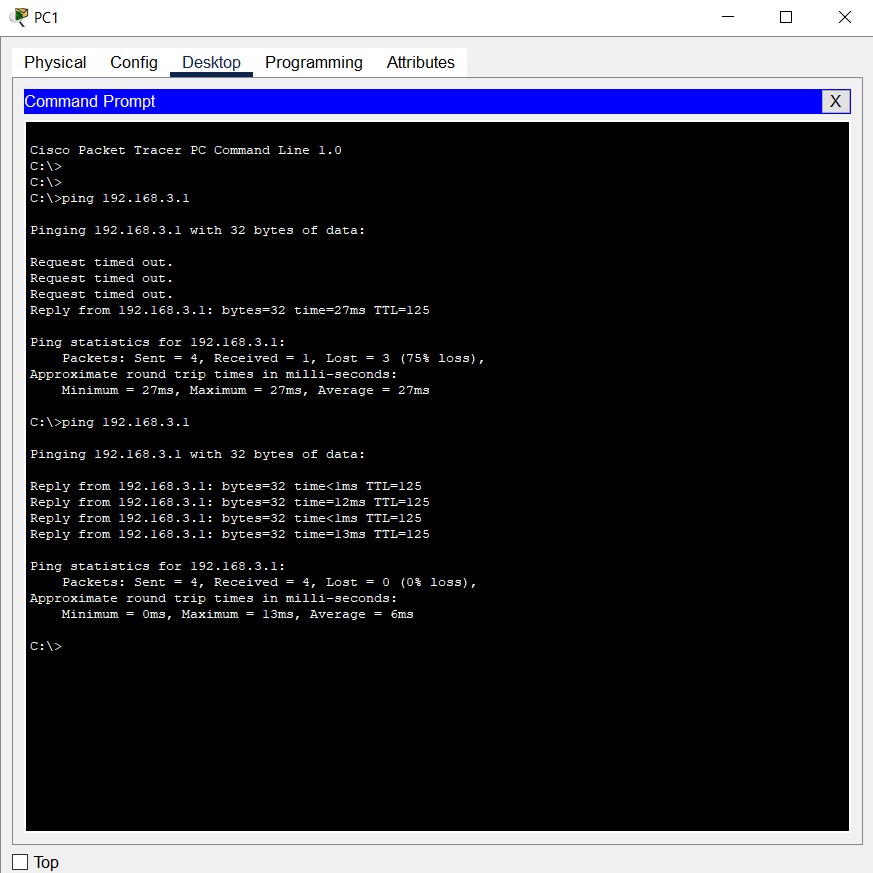 PC1
Physical Config Desktop Programming Attributes
Command Prompt X
Cisco Packet Tracer PC Command Line 1.0
C:\>
C:\>
C:\>ping 192.168.3.1
Pinging 192.168.3.1 with 32 bytes of data:
Request timed out.
Request timed out.
Request timed out.
Reply from 192.168.3.1: bytes=32 time=27ms TTL=125
Ping statistics for 192.168.3.1:
    Packets: Sent = 4, Received = 1, Lost = 3 (75% loss),
Approximate round trip times in milli-seconds:
    Minimum = 27ms, Maximum = 27ms, Average = 27ms
C:\>ping 192.168.3.1
Pinging 192.168.3.1 with 32 bytes of data:
Reply from 192.168.3.1: bytes=32 time<1ms TTL=125
Reply from 192.168.3.1: bytes=32 time=12ms TTL=125
Reply from 192.168.3.1: bytes=32 time<1ms TTL=125
Reply from 192.168.3.1: bytes=32 time=13ms TTL=125
Ping statistics for 192.168.3.1:
    Packets: Sent = 4, Received = 4, Lost = 0 (0% loss),
Approximate round trip times in milli-seconds:
    Minimum = 0ms, Maximum = 13ms, Average = 6ms
C:\>
Top